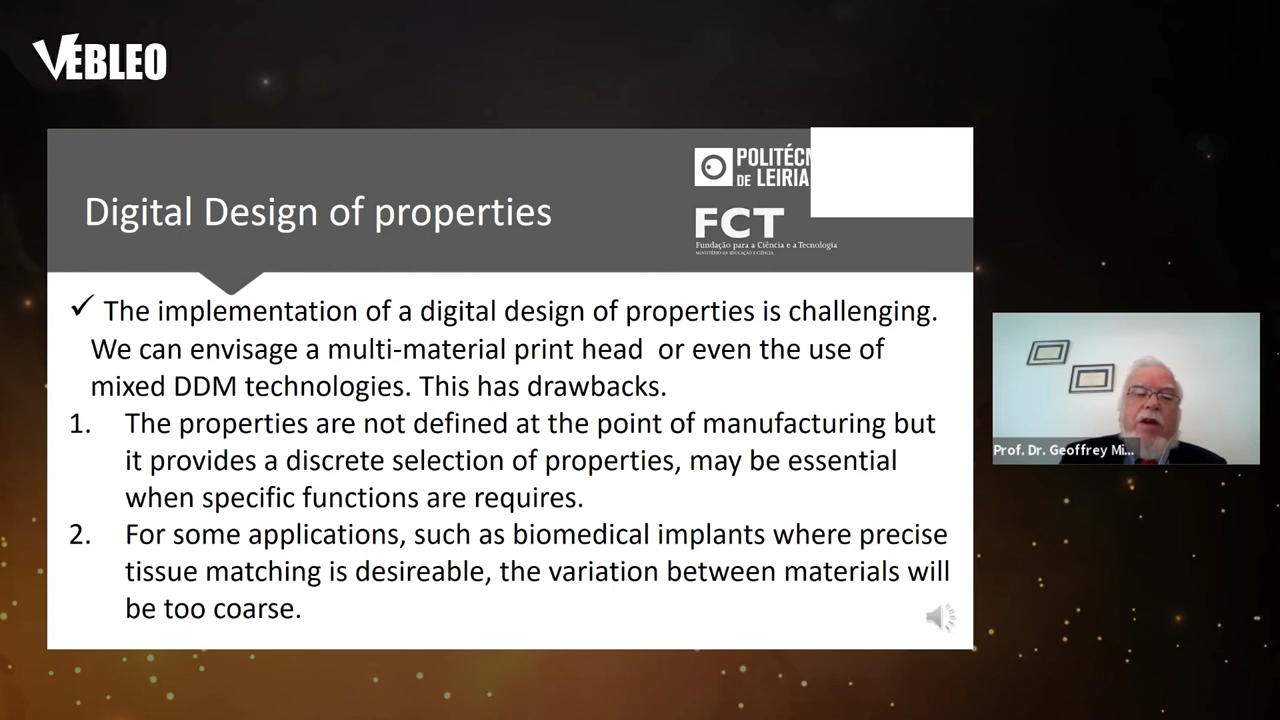 VEBLEO
POLITÉCN
DE LEIRIA
Digital Design of properties
FCT
Fundação para a Ciência e a Tecnologia
MINISTÉRIO DA EDUCAÇÃO E CIÊNCIA
✓ The implementation of a digital design of properties is challenging.
We can envisage a multi-material print head or even the use of
mixed DDM technologies. This has drawbacks.
1. The properties are not defined at the point of manufacturing but
it provides a discrete selection of properties, may be essential
when specific functions are requires.
2. For some applications, such as biomedical implants where precise
tissue matching is desireable, the variation between materials will
be too coarse.
Prof. Dr. Geoffrey Mi...